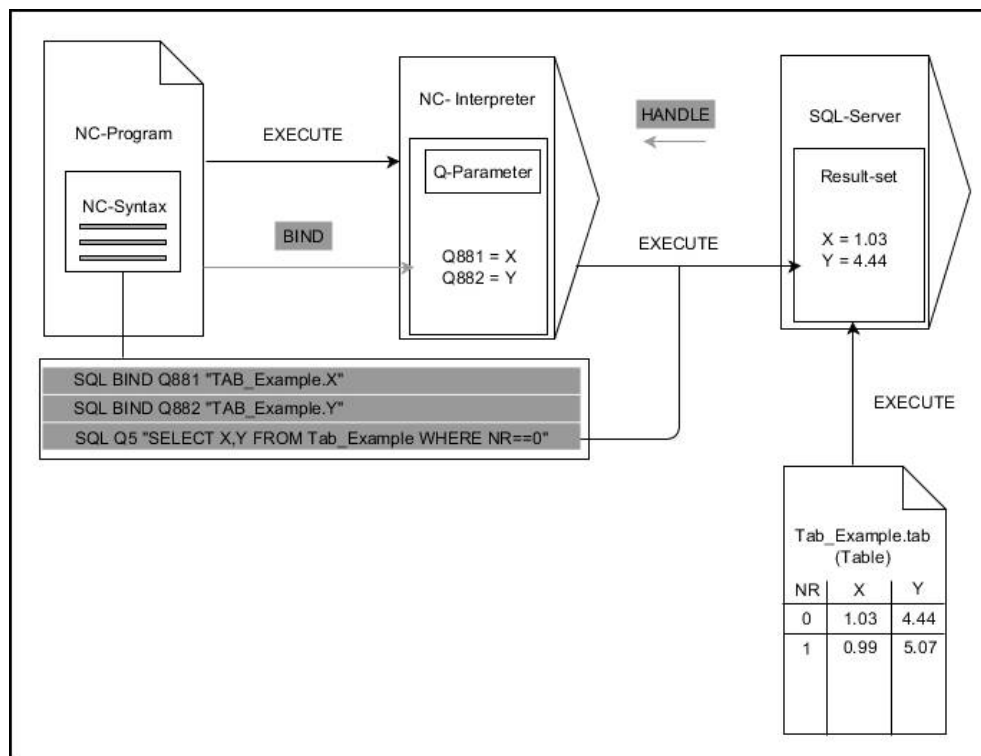 NC-Program
NC-Syntax
EXECUTE
BIND
NC- Interpreter
Q-Parameter
Q881 = X
Q882 = Y
HANDLE
EXECUTE
SQL-Server
Result-set
X = 1.03
Y = 4.44
SQL BIND Q881 "TAB_Example.X"
SQL BIND Q882 "TAB_Example.Y"
SQL Q5 "SELECT X,Y FROM Tab_Example WHERE NR==0"
EXECUTE
Tab_Example.tab
(Table)
NR X Y
0 1.03 4.44
1 0.99 5.07